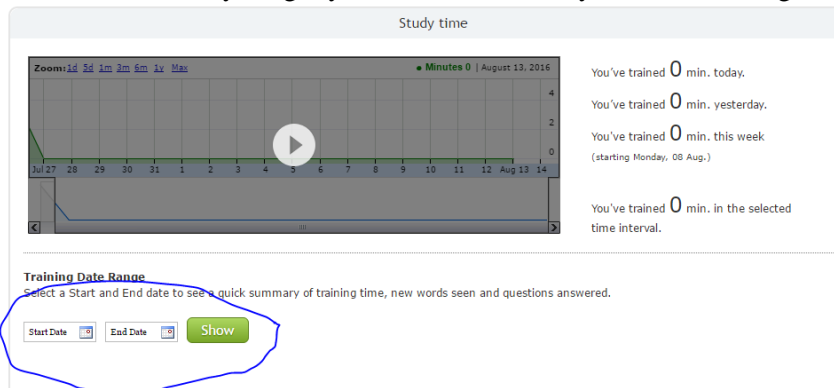 Study time
Zoom: 1d 5d 1m 3m 6m 1y Max
Minutes 0 | August 13, 2016
4
2
0
Jul 27 28 29 30 31 1 2 3 4 5 6 7 8 9 10 11 12 Aug 13 14
You've trained 0 min. today.
You've trained 0 min. yesterday.
You've trained 0 min. this week
(starting Monday, 08 Aug.)
You've trained 0 min. in the selected
time interval.
Training Date Range
Select a Start and End date to see a quick summary of training time, new words seen and questions answered.
Start Date End Date Show